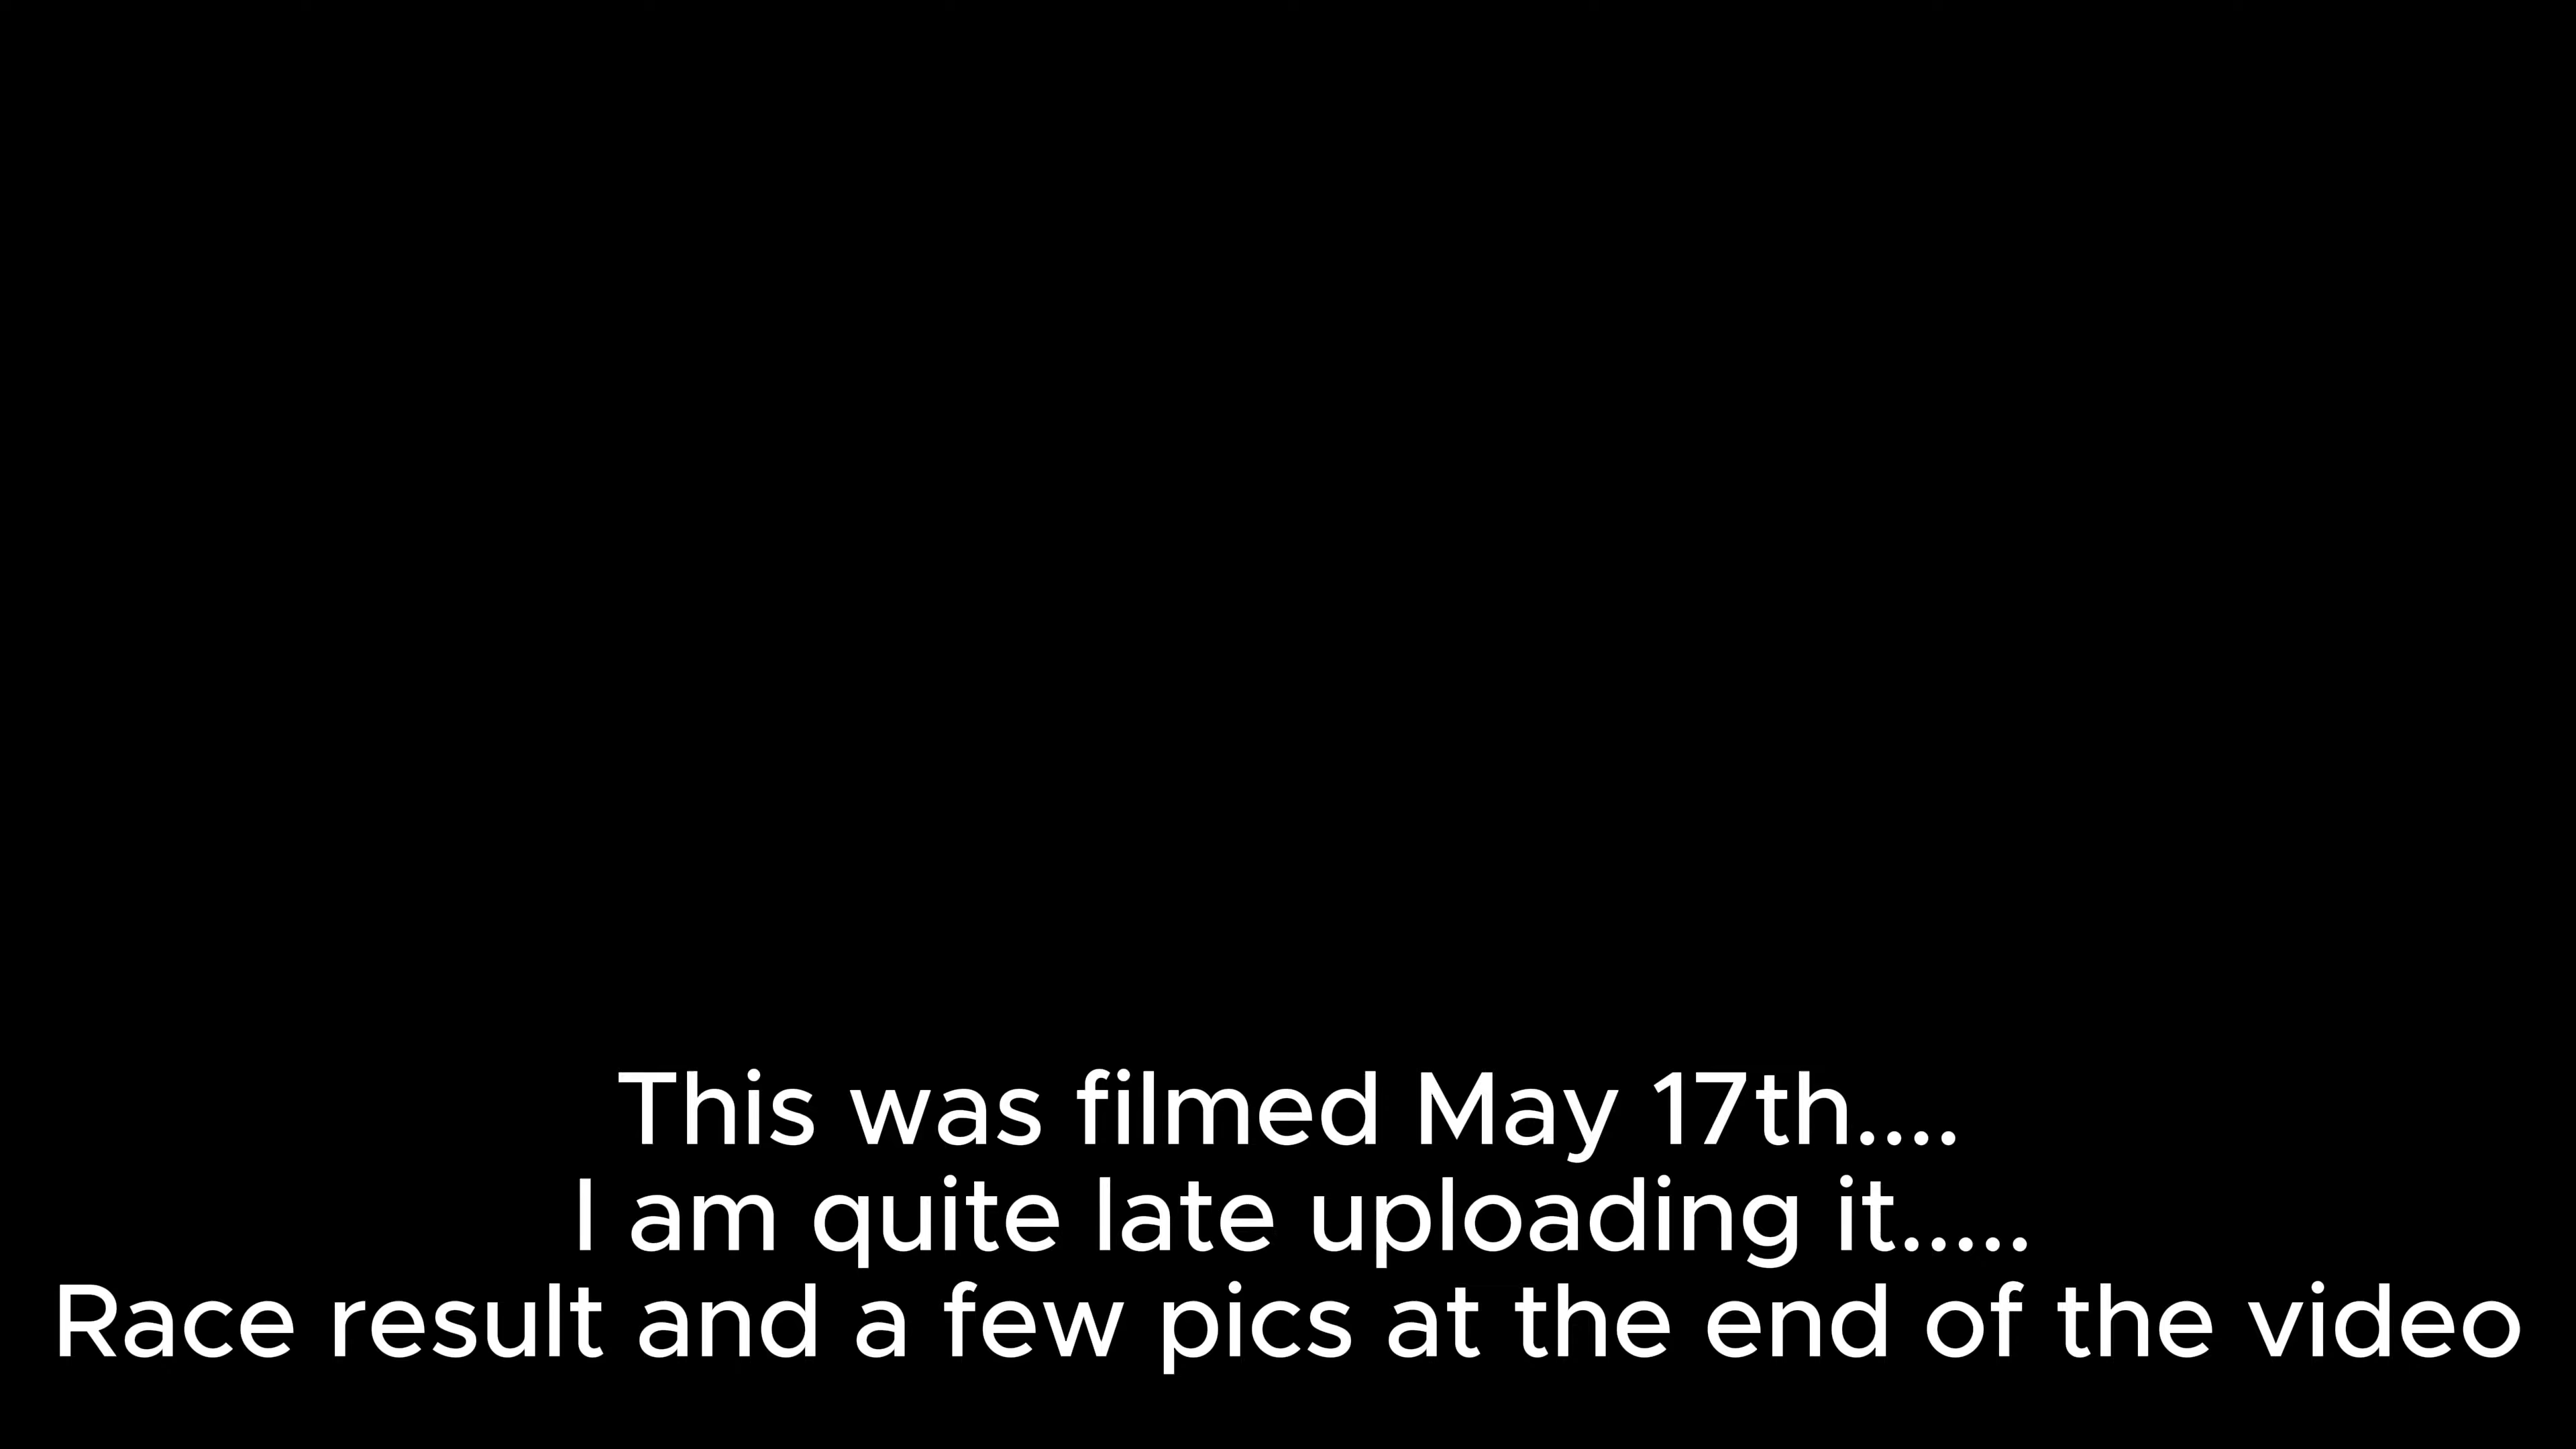 This was filmed May 17th....
I am quite late uploading it.....
Race result and a few pics at the end of the video